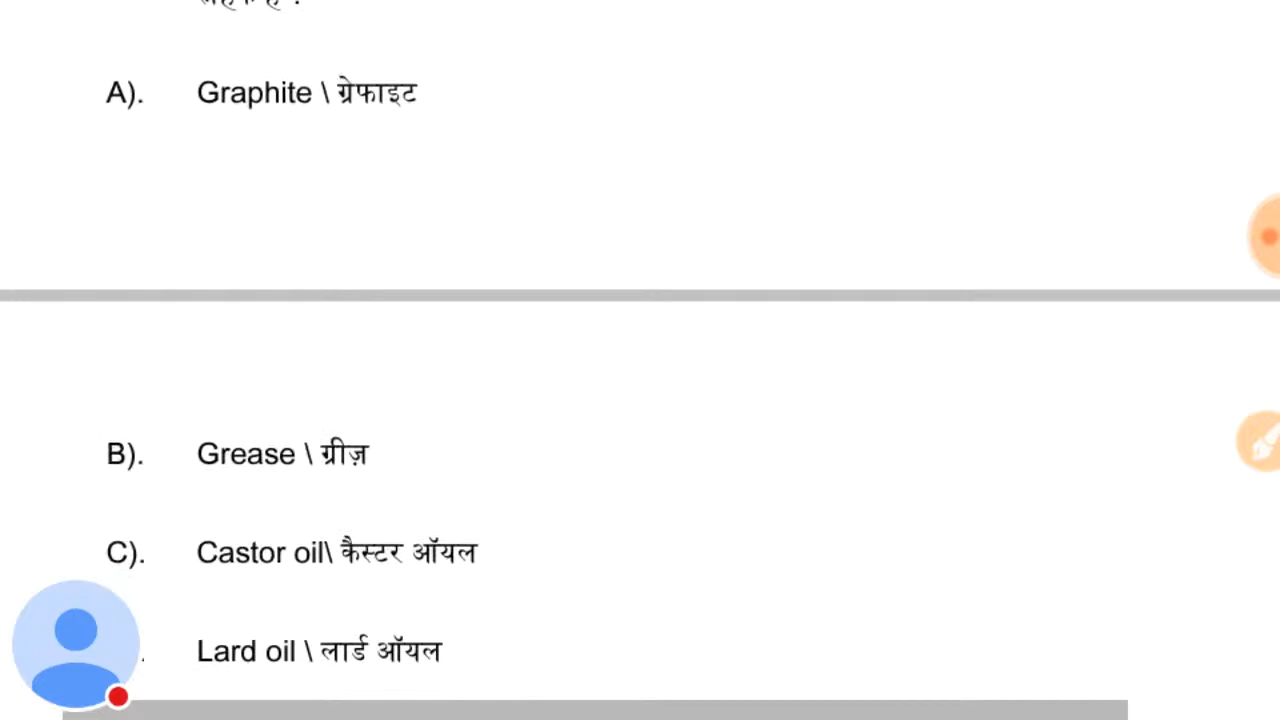 A). Graphite \ ग्रेफाइट
B). Grease \ ग्रीज़
C). Castor oil\ कैस्टर ऑयल
Lard oil \ लार्ड ऑयल